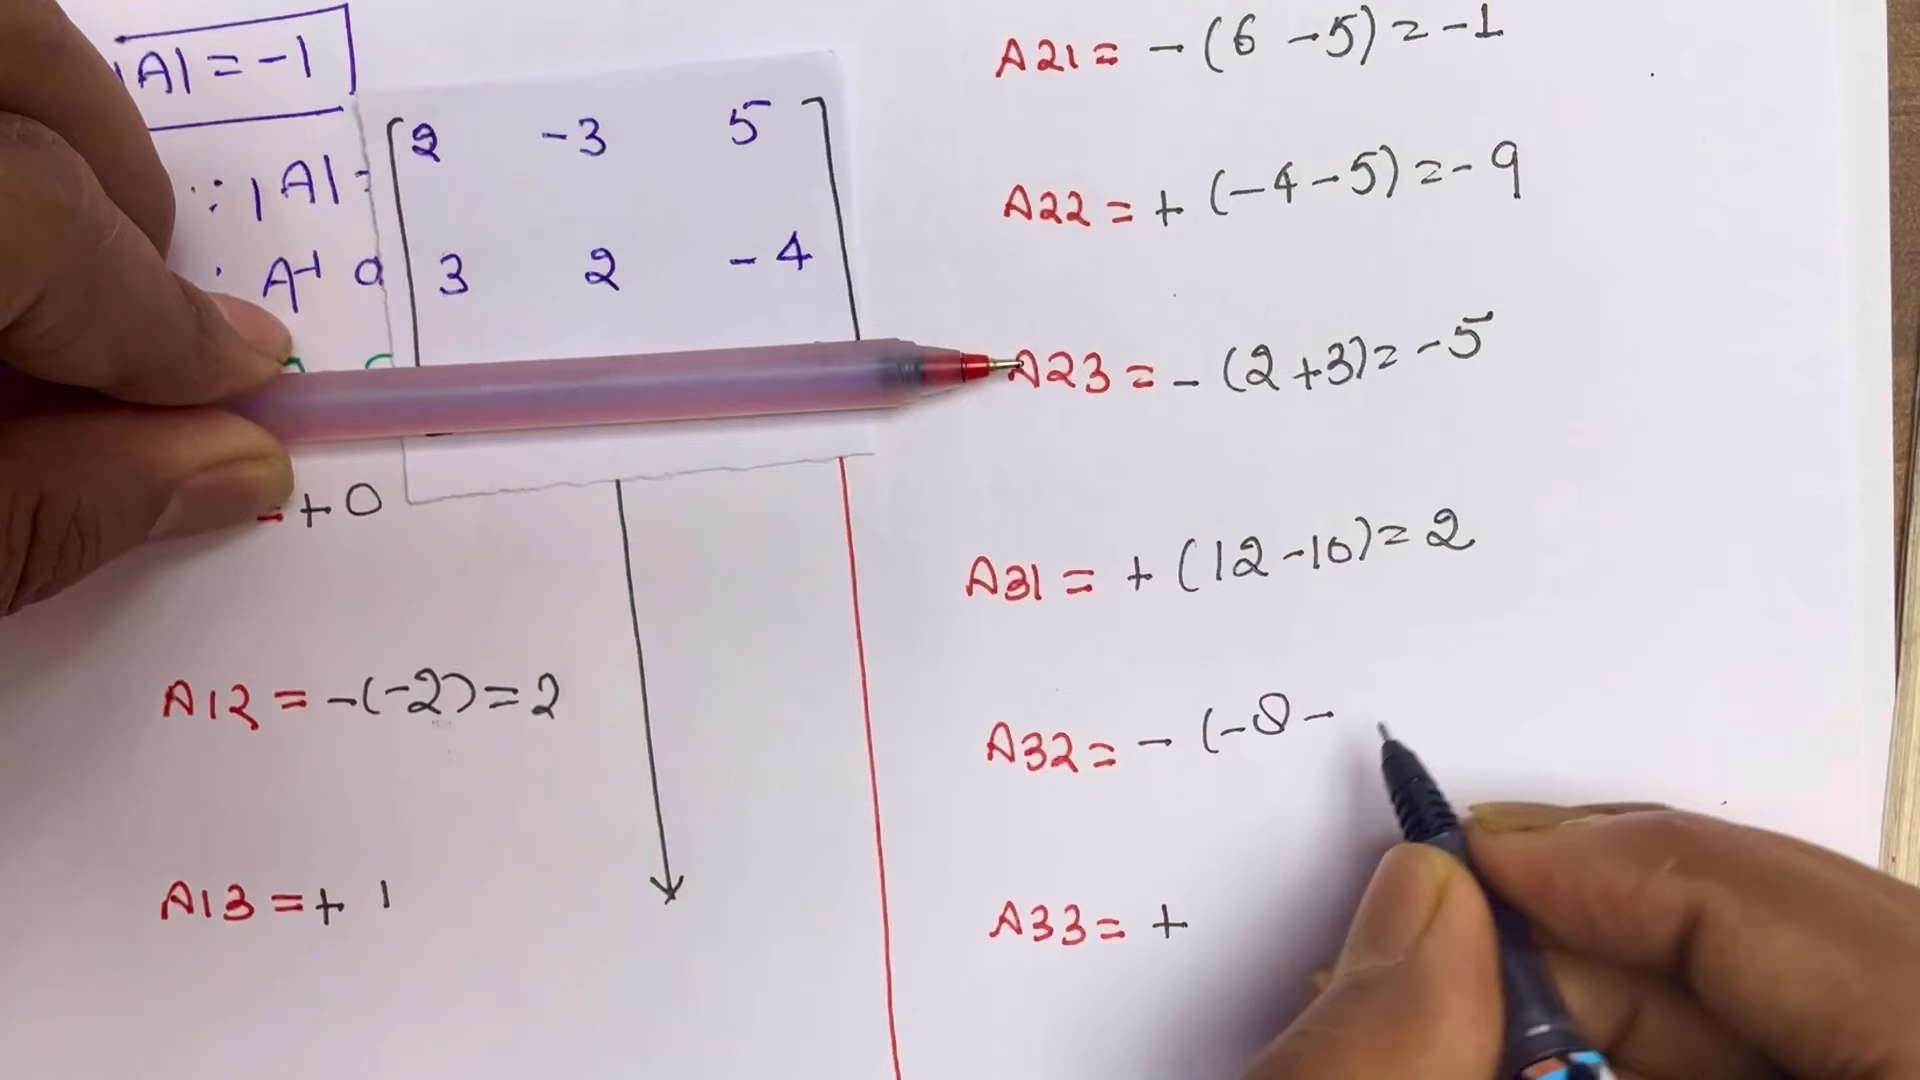 |A| = -1
∵ |A| =
∴ A⁻¹
2 -3 5
3 2 -4
= + 0
A12 = -(-2) = 2
A13 = + 1
A21 = - (6 - 5) = -1
A22 = + (-4 - 5) = -9
A23 = - (2 + 3) = -5
A31 = + (12 - 10) = 2
A32 = - (-8 -
A33 = +